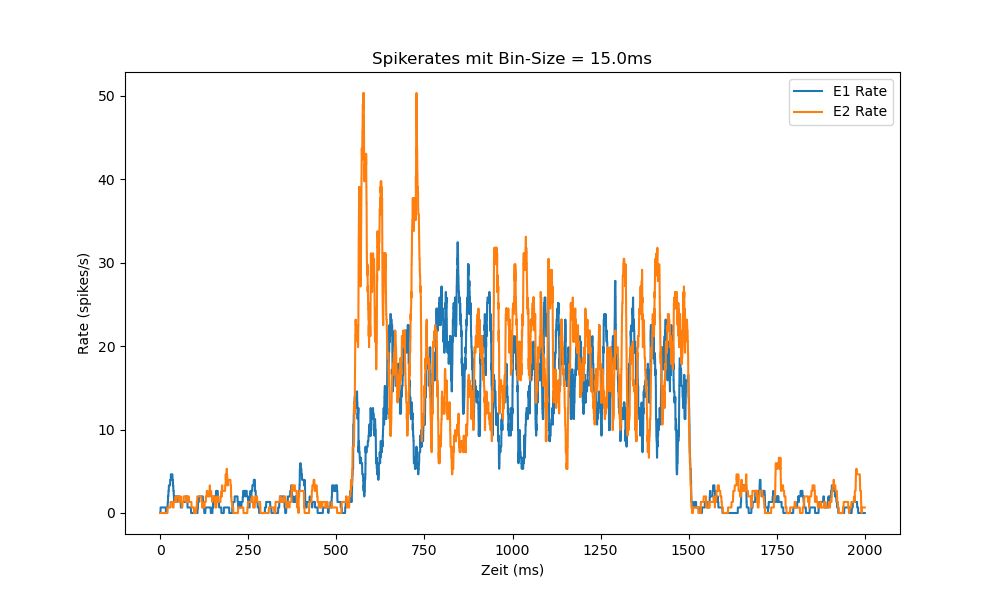 Spikerates mit Bin-Size = 15.0ms
E1 Rate
E2 Rate
50
40
30
20
10
0
Rate (spikes/s)
0 250 500 750 1000 1250 1500 1750 2000
Zeit (ms)